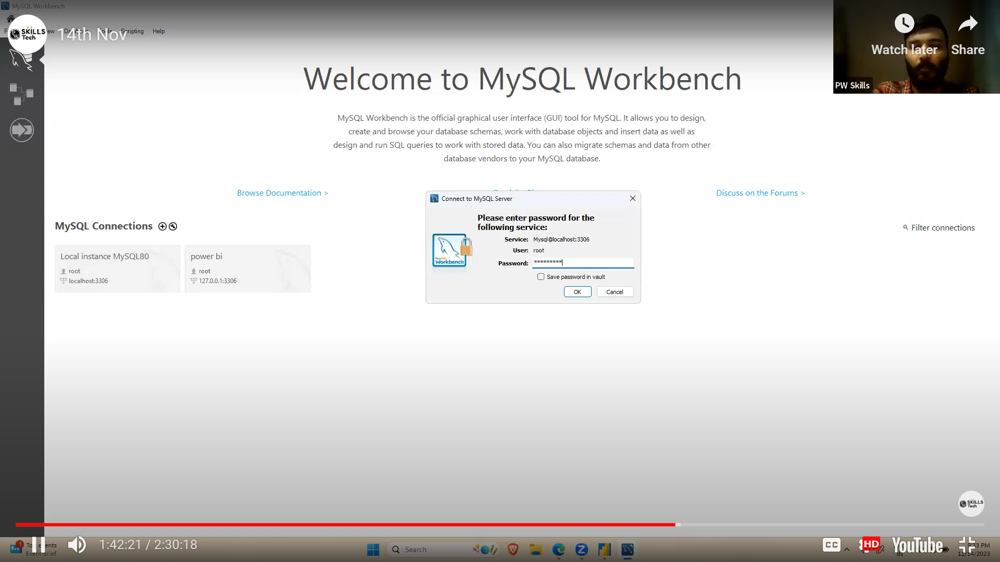 MySQL Workbench
SKILLS
Tech
14th Nov
Scripting
Help
Watch later
Share
PW Skills
Welcome to MySQL Workbench
MySQL Workbench is the official graphical user interface (GUI) tool for MySQL. It allows you to design,
create and browse your database schemas, work with database objects and insert data as well as
design and run SQL queries to work with stored data. You can also migrate schemas and data from other
database vendors to your MySQL database.
Browse Documentation >
Discuss on the Forums >
Connect to MySQL Server
Please enter password for the
following service:
Service: Mysql@localhost:3306
User: root
Password: *********
Save password in vault
OK
Cancel
MySQL
Workbench
MySQL Connections
Filter connections
Local instance MySQL80
root
localhost:3306
power bi
root
127.0.0.1:3306
SKILLS
Tech
1:42:21 / 2:30:18
1
Event brief
Search
CC
HD
YouTube
IN
11/14/2023